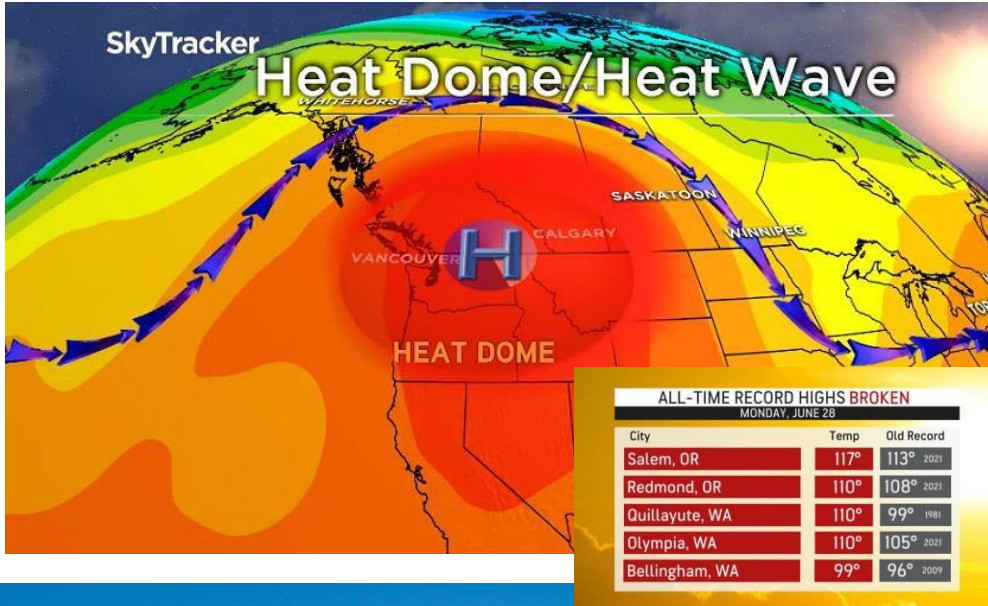 SkyTracker
Heat Dome/Heat Wave
WHITEHORSE
SASKATOON
CALGARY
WINNIPEG
VANCOUVER
H
HEAT DOME
ALL-TIME RECORD HIGHS BROKEN
MONDAY, JUNE 28
City Temp Old Record
Salem, OR 117° 113° 2021
Redmond, OR 110° 108° 2021
Quillayute, WA 110° 99° 1981
Olympia, WA 110° 105° 2021
Bellingham, WA 99° 96° 2009